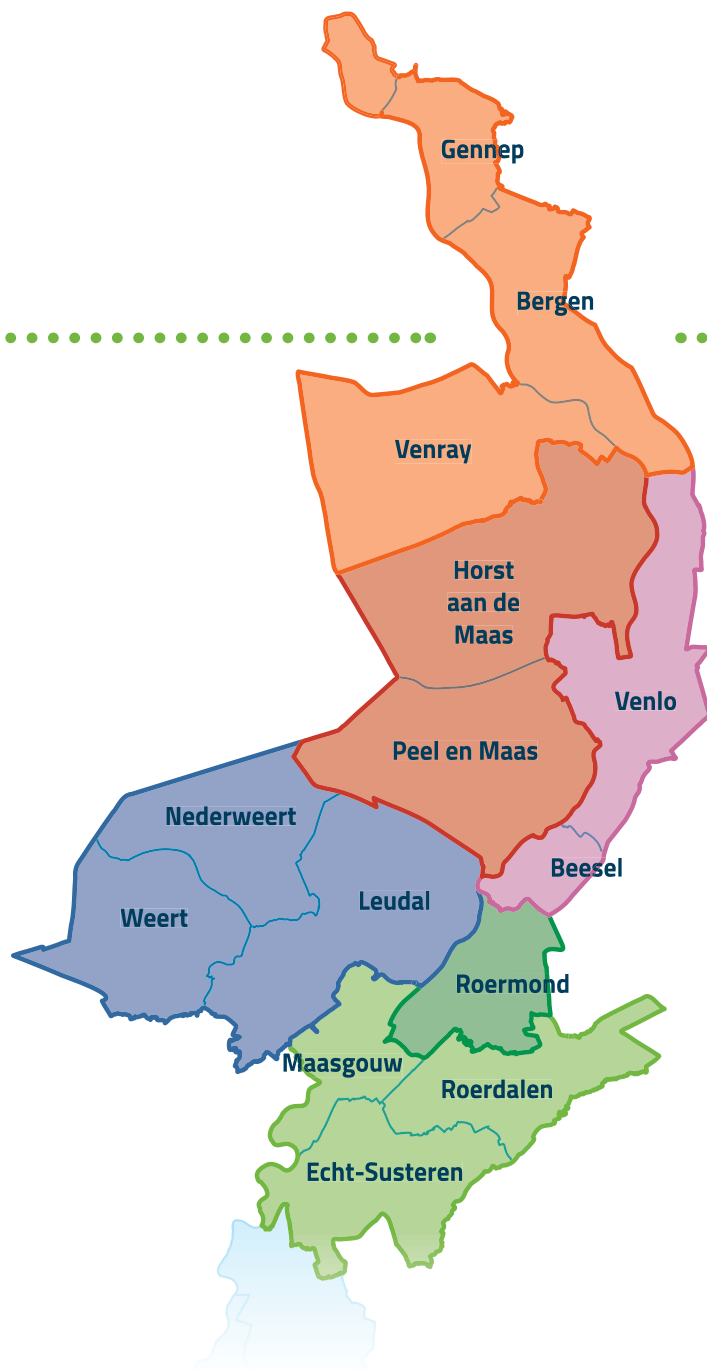 Gennep
Bergen
Venray
Horst
aan de
Maas
Venlo
Peel en Maas
Nederweert
Beesel
Leudal
Weert
Roermond
Maasgouw
Roerdalen
Echt-Susteren